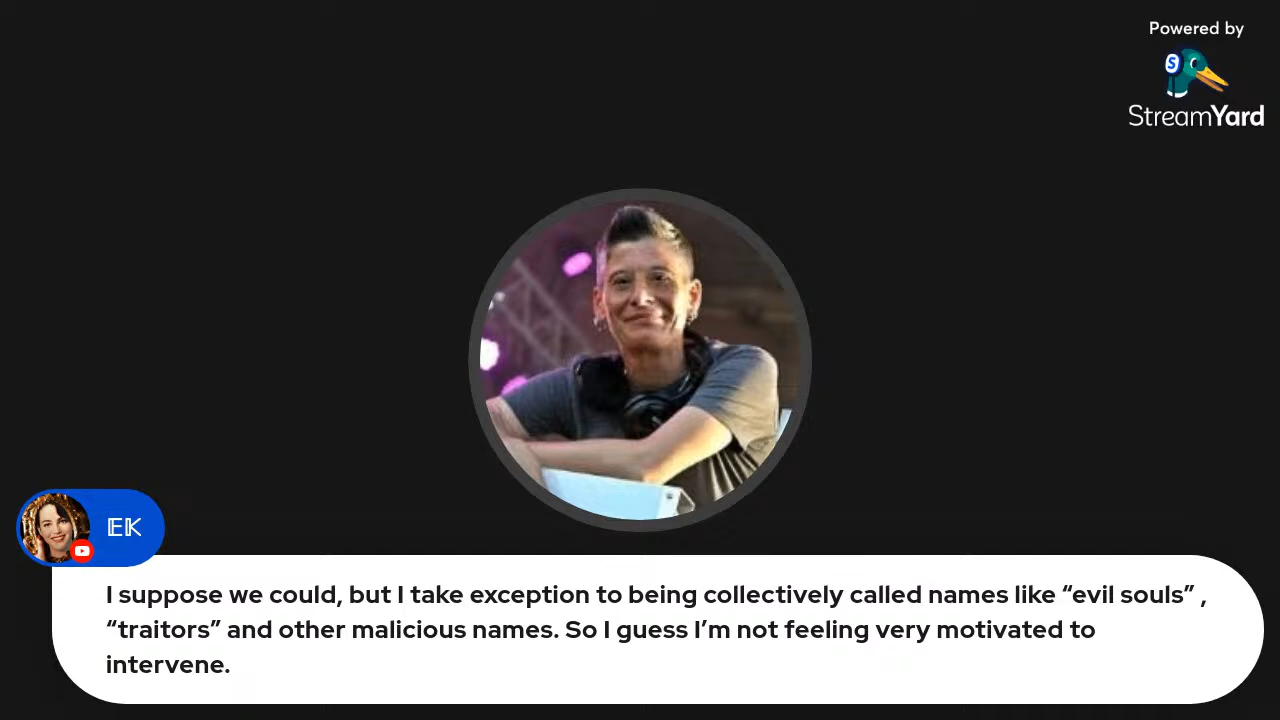 Powered by
S
StreamYard
𝔼𝕂
I suppose we could, but I take exception to being collectively called names like “evil souls” ,
“traitors” and other malicious names. So I guess I’m not feeling very motivated to
intervene.